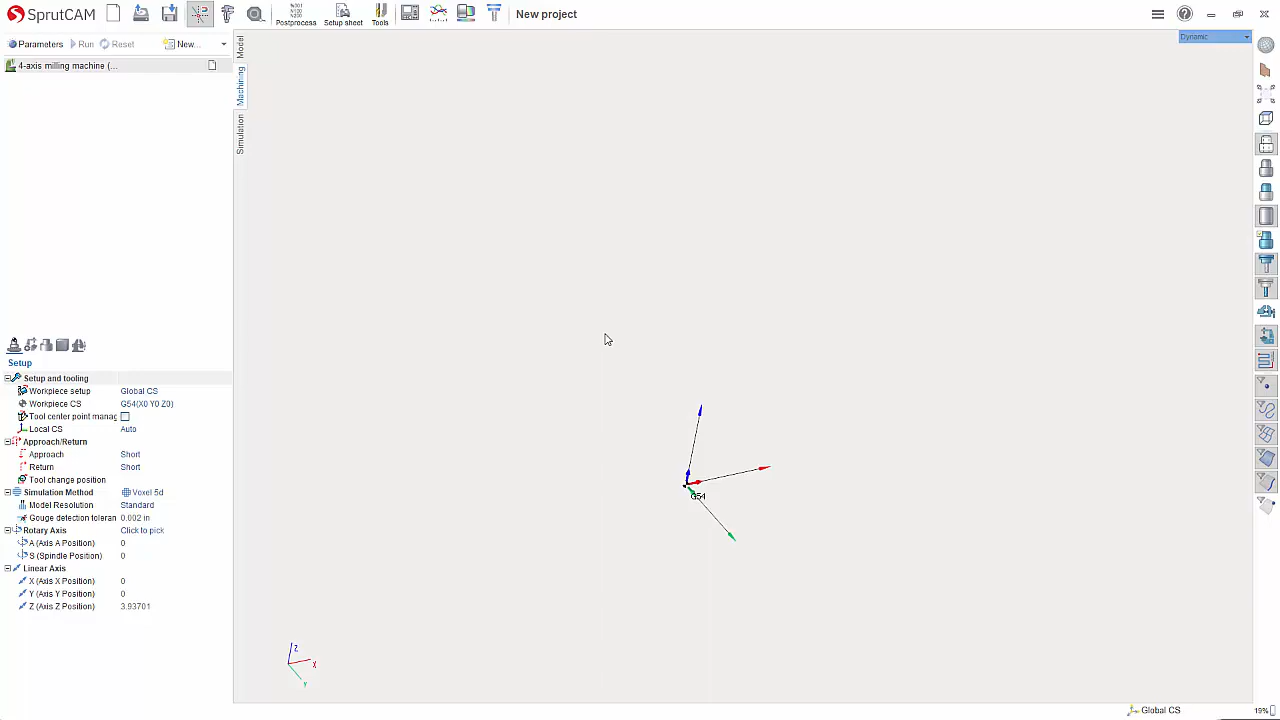 SprutCAM
N100
N120
N200
Postprocess
Setup sheet
Tools
New project
Parameters
Run
Reset
New...
Dynamic
4-axis milling machine (...
Model
Machining
Simulation
Setup
Setup and tooling
Workpiece setup Global CS
Workpiece CS G54(X0 Y0 Z0)
Tool center point manag
Local CS Auto
Approach/Return
Approach Short
Return Short
Tool change position
Simulation Method Voxel 5d
Model Resolution Standard
Gouge detection toleran 0.002 in
Rotary Axis Click to pick
A (Axis A Position) 0
S (Spindle Position) 0
Linear Axis
X (Axis X Position) 0
Y (Axis Y Position) 0
Z (Axis Z Position) 3.93701
G54
Z
X
Y
Global CS
19%